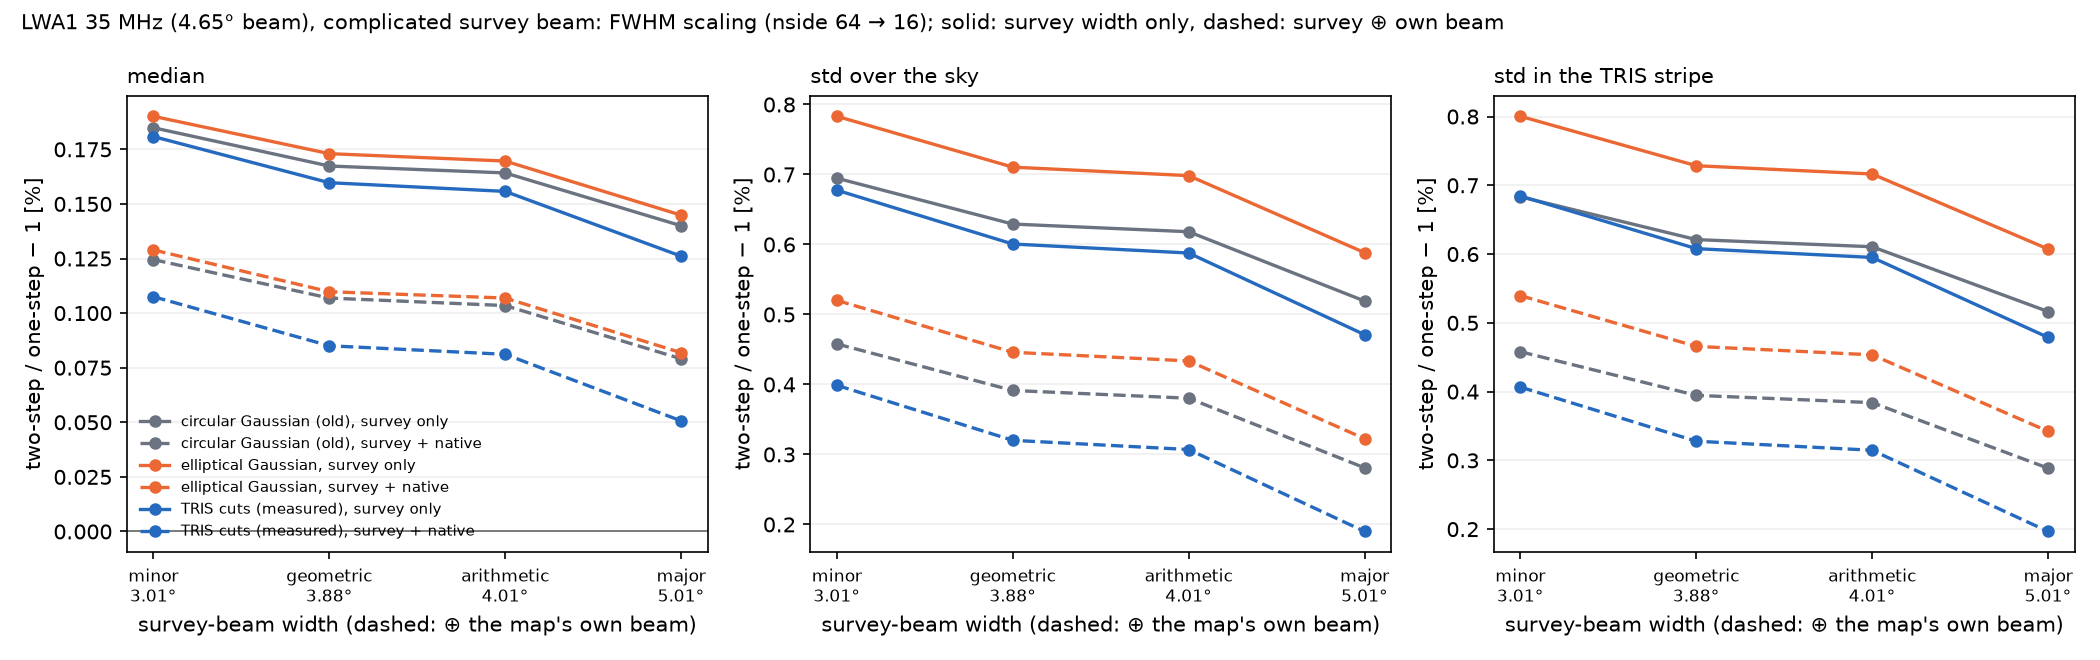 LWA1 35 MHz (4.65° beam), complicated survey beam: FWHM scaling (nside 64 → 16); solid: survey width only, dashed: survey ⊕ own beam
median
two-step / one-step − 1 [%]
0.175
0.150
0.125
0.100
0.075
0.050
0.025
0.000
circular Gaussian (old), survey only
circular Gaussian (old), survey + native
elliptical Gaussian, survey only
elliptical Gaussian, survey + native
TRIS cuts (measured), survey only
TRIS cuts (measured), survey + native
minor geometric arithmetic major
3.01° 3.88° 4.01° 5.01°
survey-beam width (dashed: ⊕ the map's own beam)
std over the sky
two-step / one-step − 1 [%]
0.8
0.7
0.6
0.5
0.4
0.3
0.2
minor geometric arithmetic major
3.01° 3.88° 4.01° 5.01°
survey-beam width (dashed: ⊕ the map's own beam)
std in the TRIS stripe
two-step / one-step − 1 [%]
0.8
0.7
0.6
0.5
0.4
0.3
0.2
minor geometric arithmetic major
3.01° 3.88° 4.01° 5.01°
survey-beam width (dashed: ⊕ the map's own beam)